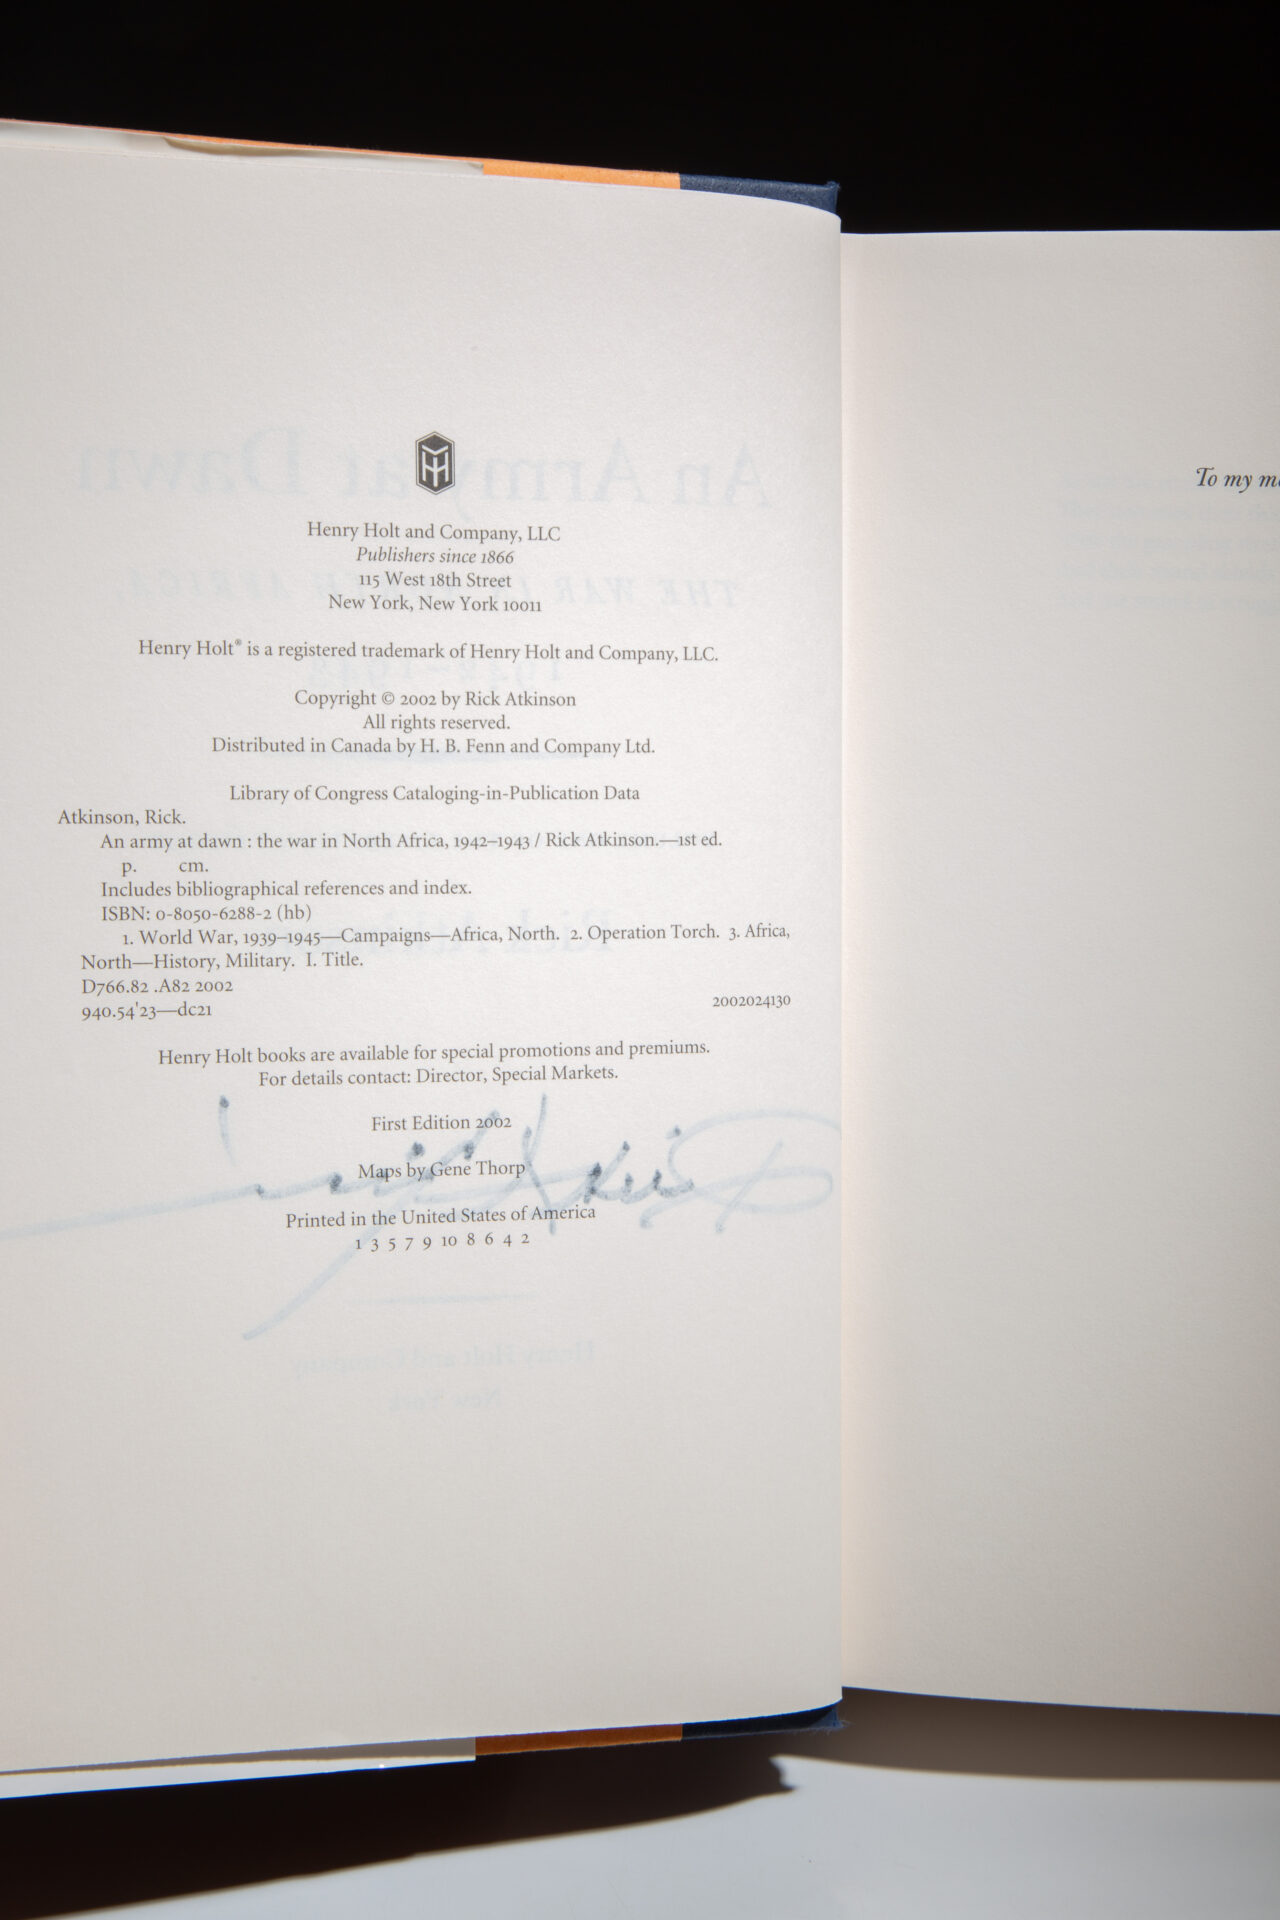 Henry Holt and Company, LLC
Publishers since 1866
115 West 18th Street
New York, New York 10011
Henry Holt® is a registered trademark of Henry Holt and Company, LLC.
Copyright © 2002 by Rick Atkinson
All rights reserved.
Distributed in Canada by H. B. Fenn and Company Ltd.
Library of Congress Cataloging-in-Publication Data
Atkinson, Rick.
An army at dawn : the war in North Africa, 1942–1943 / Rick Atkinson.—1st ed.
p. cm.
Includes bibliographical references and index.
ISBN: 0-8050-6288-2 (hb)
1. World War, 1939–1945—Campaigns—Africa, North. 2. Operation Torch. 3. Africa,
North—History, Military. I. Title.
D766.82 .A82 2002
940.54'23—dc21 2002024130
Henry Holt books are available for special promotions and premiums.
For details contact: Director, Special Markets.
First Edition 2002
Maps by Gene Thorp
Printed in the United States of America
1 3 5 7 9 10 8 6 4 2
To my